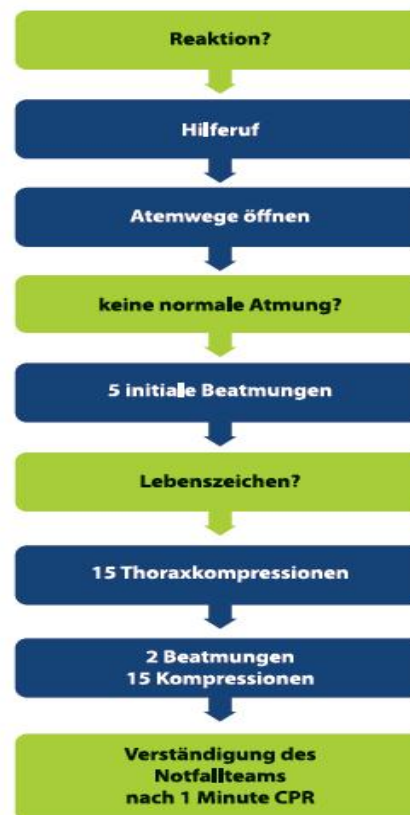 Reaktion?
Hilferuf
Atemwege öffnen
keine normale Atmung?
5 initiale Beatmungen
Lebenszeichen?
15 Thoraxkompressionen
2 Beatmungen
15 Kompressionen
Verständigung des
Notfallteams
nach 1 Minute CPR